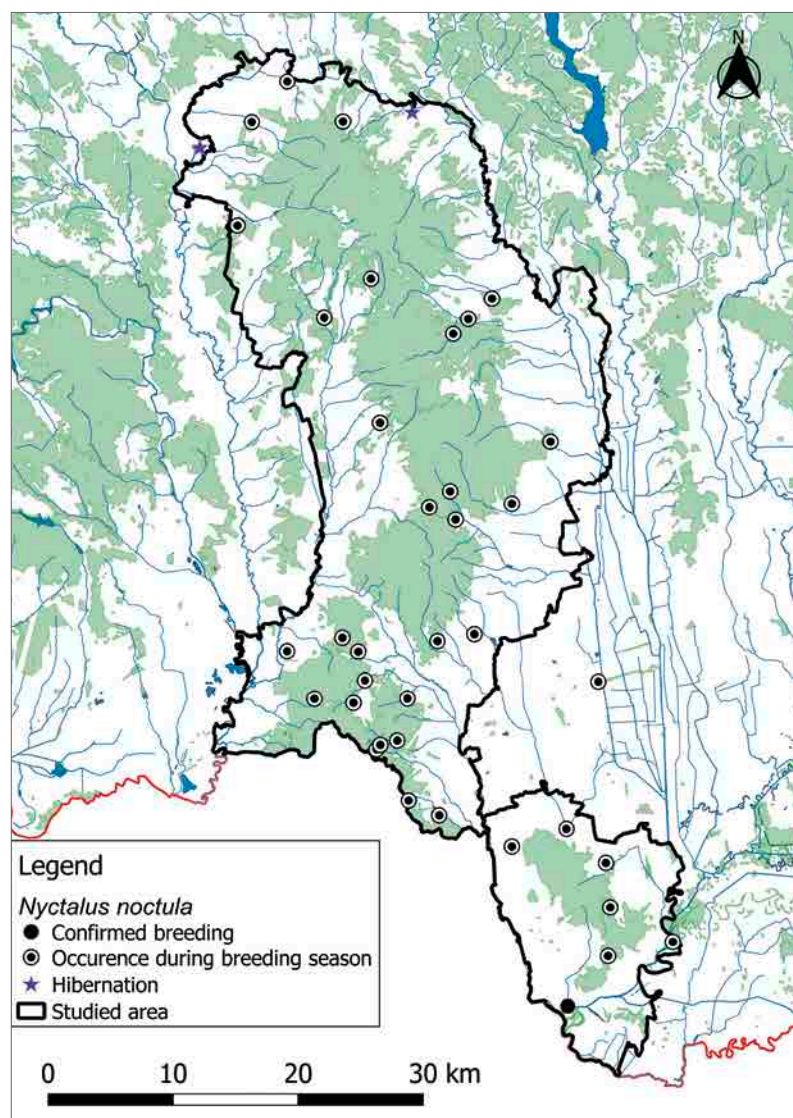 N
Legend
Nyctalus noctula
Confirmed breeding
Occurence during breeding season
Hibernation
Studied area
0 10 20 30 km